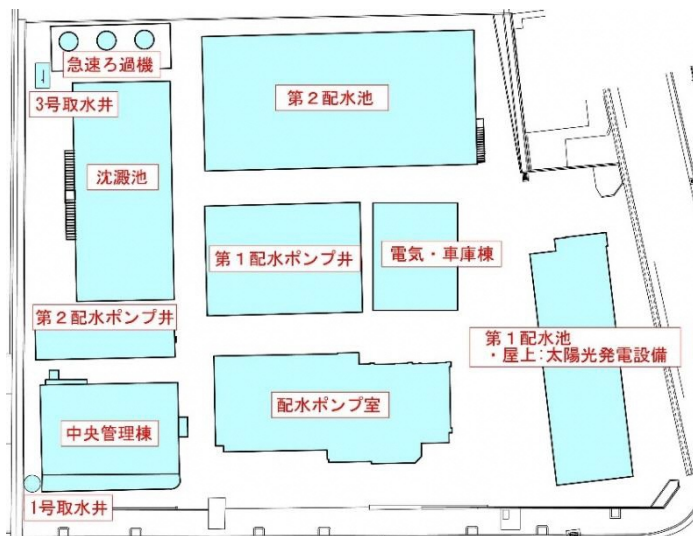 急速ろ過機
3号取水井
第２配水池
沈澱池
第１配水ポンプ井
電気・車庫棟
第２配水ポンプ井
第１配水池
・屋上：太陽光発電設備
中央管理棟
配水ポンプ室
1号取水井